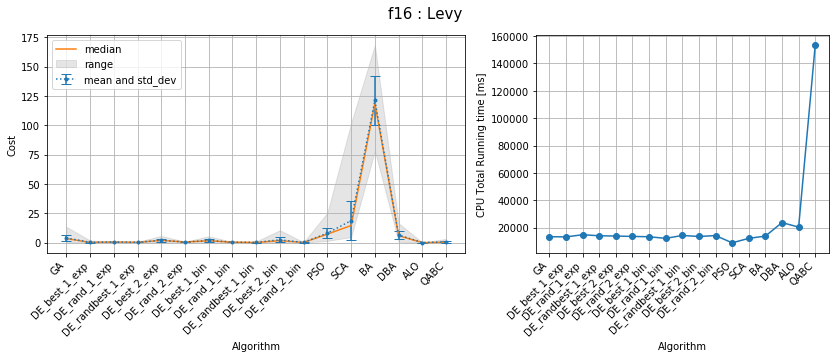 f16 : Levy
175
150
125
100
75
50
25
0
Cost
median
range
mean and std_dev
GA
DE_best_1_exp
DE_rand_1_exp
DE_randbest_1_exp
DE_best_2_exp
DE_rand_2_exp
DE_best_1_bin
DE_rand_1_bin
DE_randbest_1_bin
DE_best_2_bin
DE_rand_2_bin
PSO
SCA
BA
DBA
ALO
QABC
Algorithm
160000
140000
120000
100000
80000
60000
40000
20000
CPU Total Running time [ms]
GA
DE_best_1_exp
DE_rand_1_exp
DE_randbest_1_exp
DE_best_2_exp
DE_rand_2_exp
DE_best_1_bin
DE_rand_1_bin
DE_randbest_1_bin
DE_best_2_bin
DE_rand_2_bin
PSO
SCA
BA
DBA
ALO
QABC
Algorithm